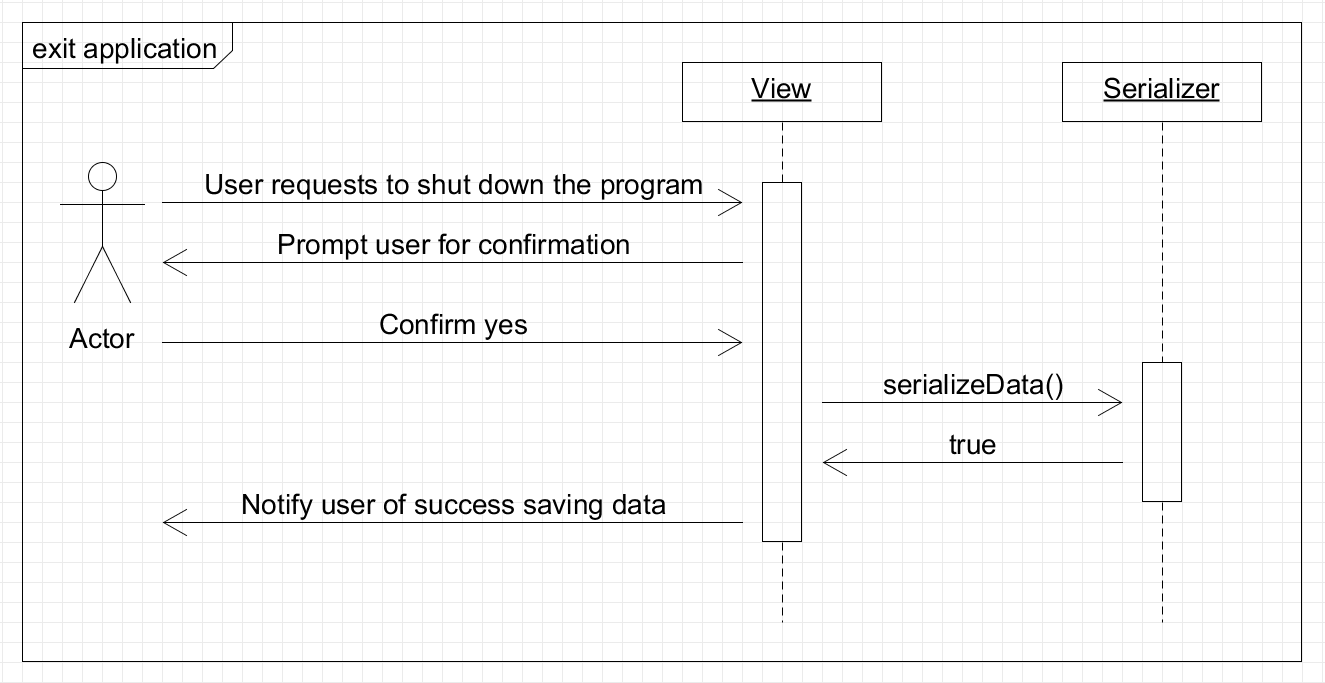 exit application
View
Serializer
User requests to shut down the program
Prompt user for confirmation
Confirm yes
Actor
serializeData()
true
Notify user of success saving data